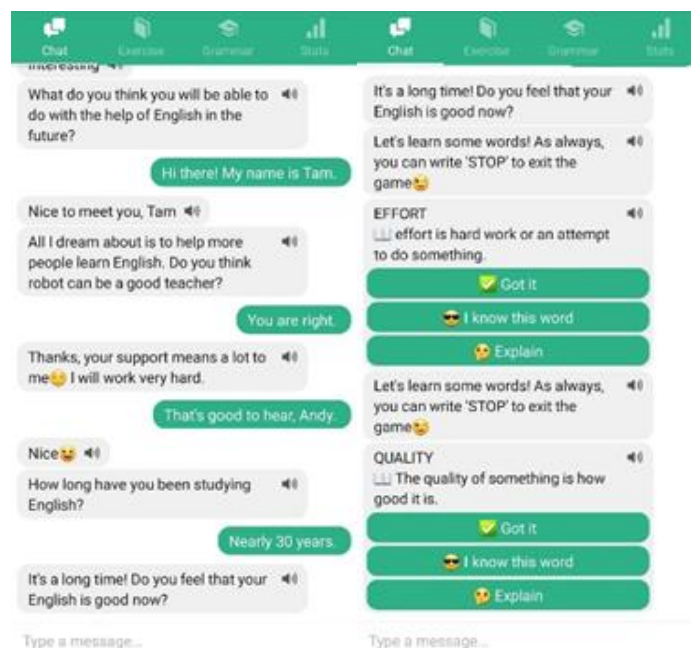 Chat Exercise Grammar Stats
Interesting
What do you think you will be able to
do with the help of English in the
future?
Hi there! My name is Tam.
Nice to meet you, Tam
All I dream about is to help more
people learn English. Do you think
robot can be a good teacher?
You are right.
Thanks, your support means a lot to
me😊 I will work very hard.
That's good to hear, Andy.
Nice😀
How long have you been studying
English?
Nearly 30 years.
It's a long time! Do you feel that your
English is good now?
Type a message...
Chat Exercise Grammar Stats
It's a long time! Do you feel that your
English is good now?
Let's learn some words! As always,
you can write 'STOP' to exit the
game😉
EFFORT
📖 effort is hard work or an attempt
to do something.
✅ Got it
😎 I know this word
🤔 Explain
Let's learn some words! As always,
you can write 'STOP' to exit the
game😉
QUALITY
📖 The quality of something is how
good it is.
✅ Got it
😎 I know this word
🤔 Explain
Type a message...